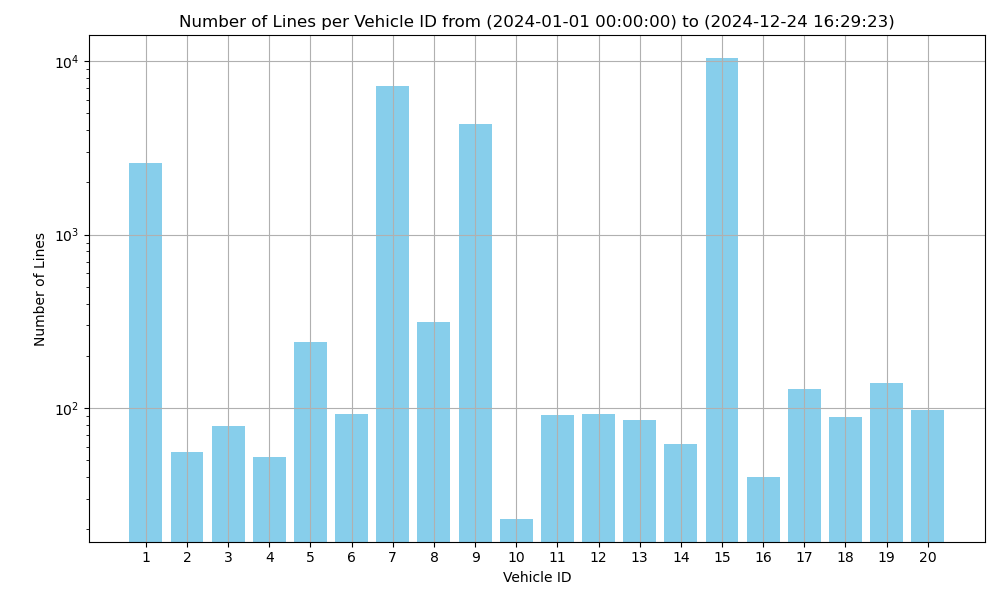 Number of Lines per Vehicle ID from (2024-01-01 00:00:00) to (2024-12-24 16:29:23)
Number of Lines
10⁴
10³
10²
1 2 3 4 5 6 7 8 9 10 11 12 13 14 15 16 17 18 19 20
Vehicle ID